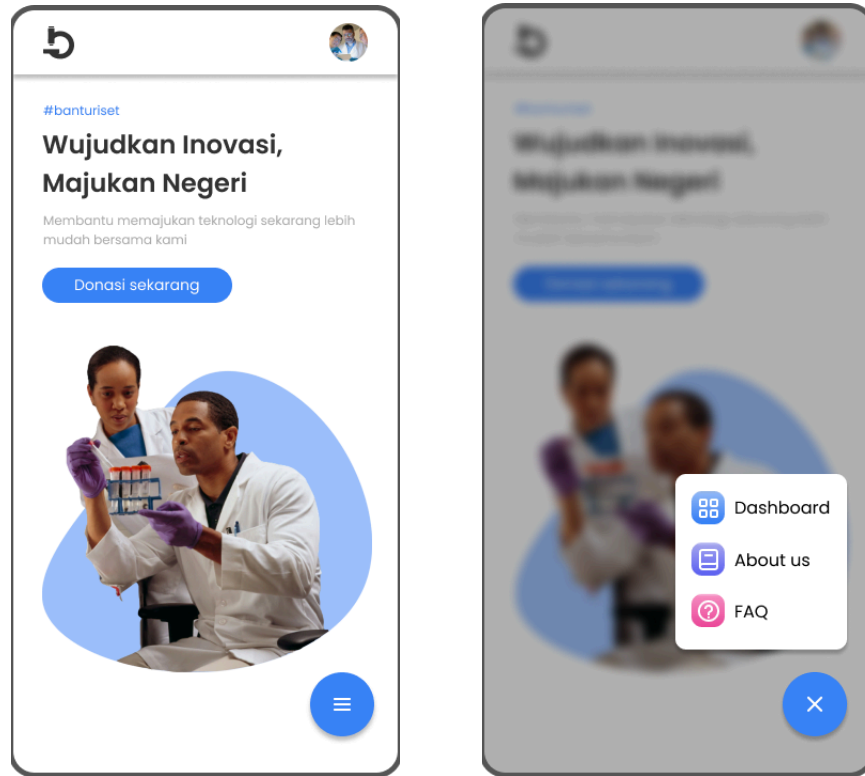 #banturiset
Wujudkan Inovasi,
Majukan Negeri
Membantu memajukan teknologi sekarang lebih
mudah bersama kami
Donasi sekarang
Dashboard
About us
FAQ